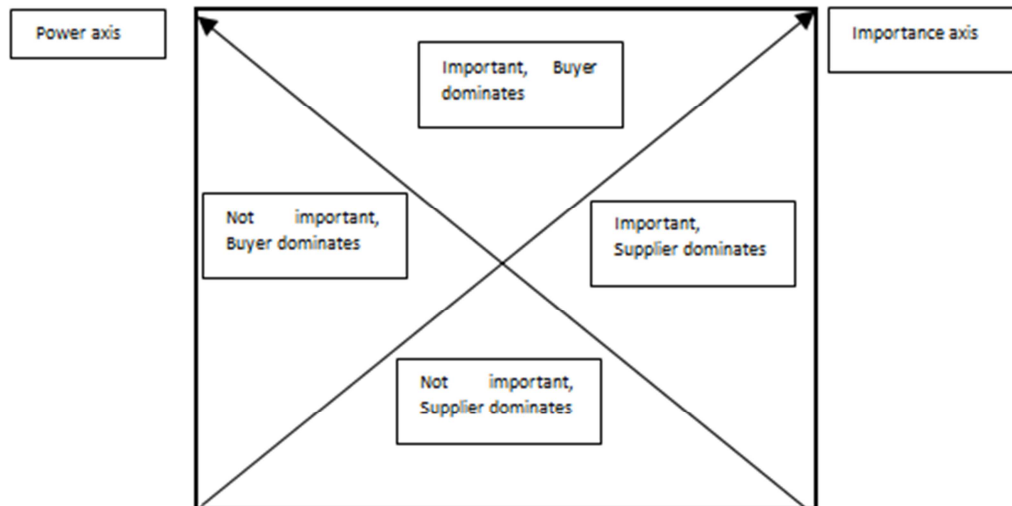 Power axis
Importance axis
Important, Buyer
dominates
Not important,
Buyer dominates
Important,
Supplier dominates
Not important,
Supplier dominates